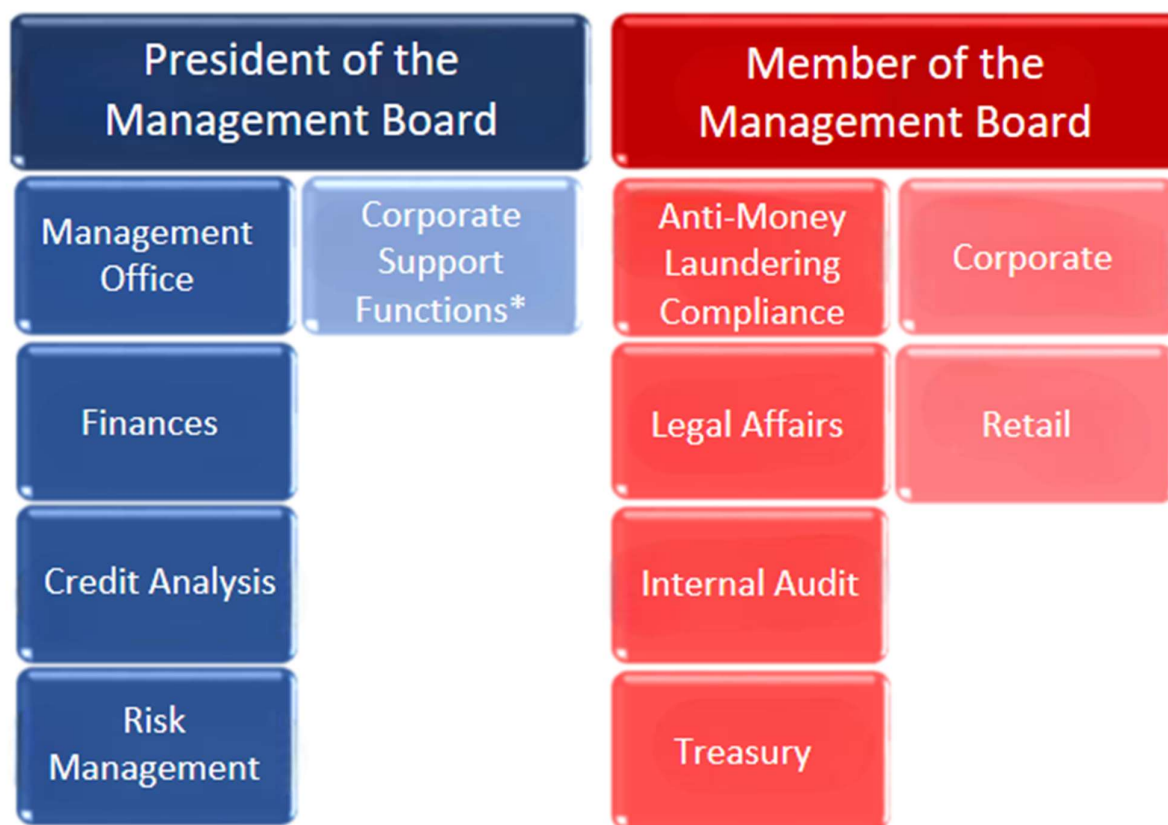 President of the
Management Board
Management
Office
Corporate
Support
Functions*
Finances
Credit Analysis
Risk
Management
Member of the
Management Board
Anti-Money
Laundering
Compliance
Corporate
Legal Affairs
Retail
Internal Audit
Treasury